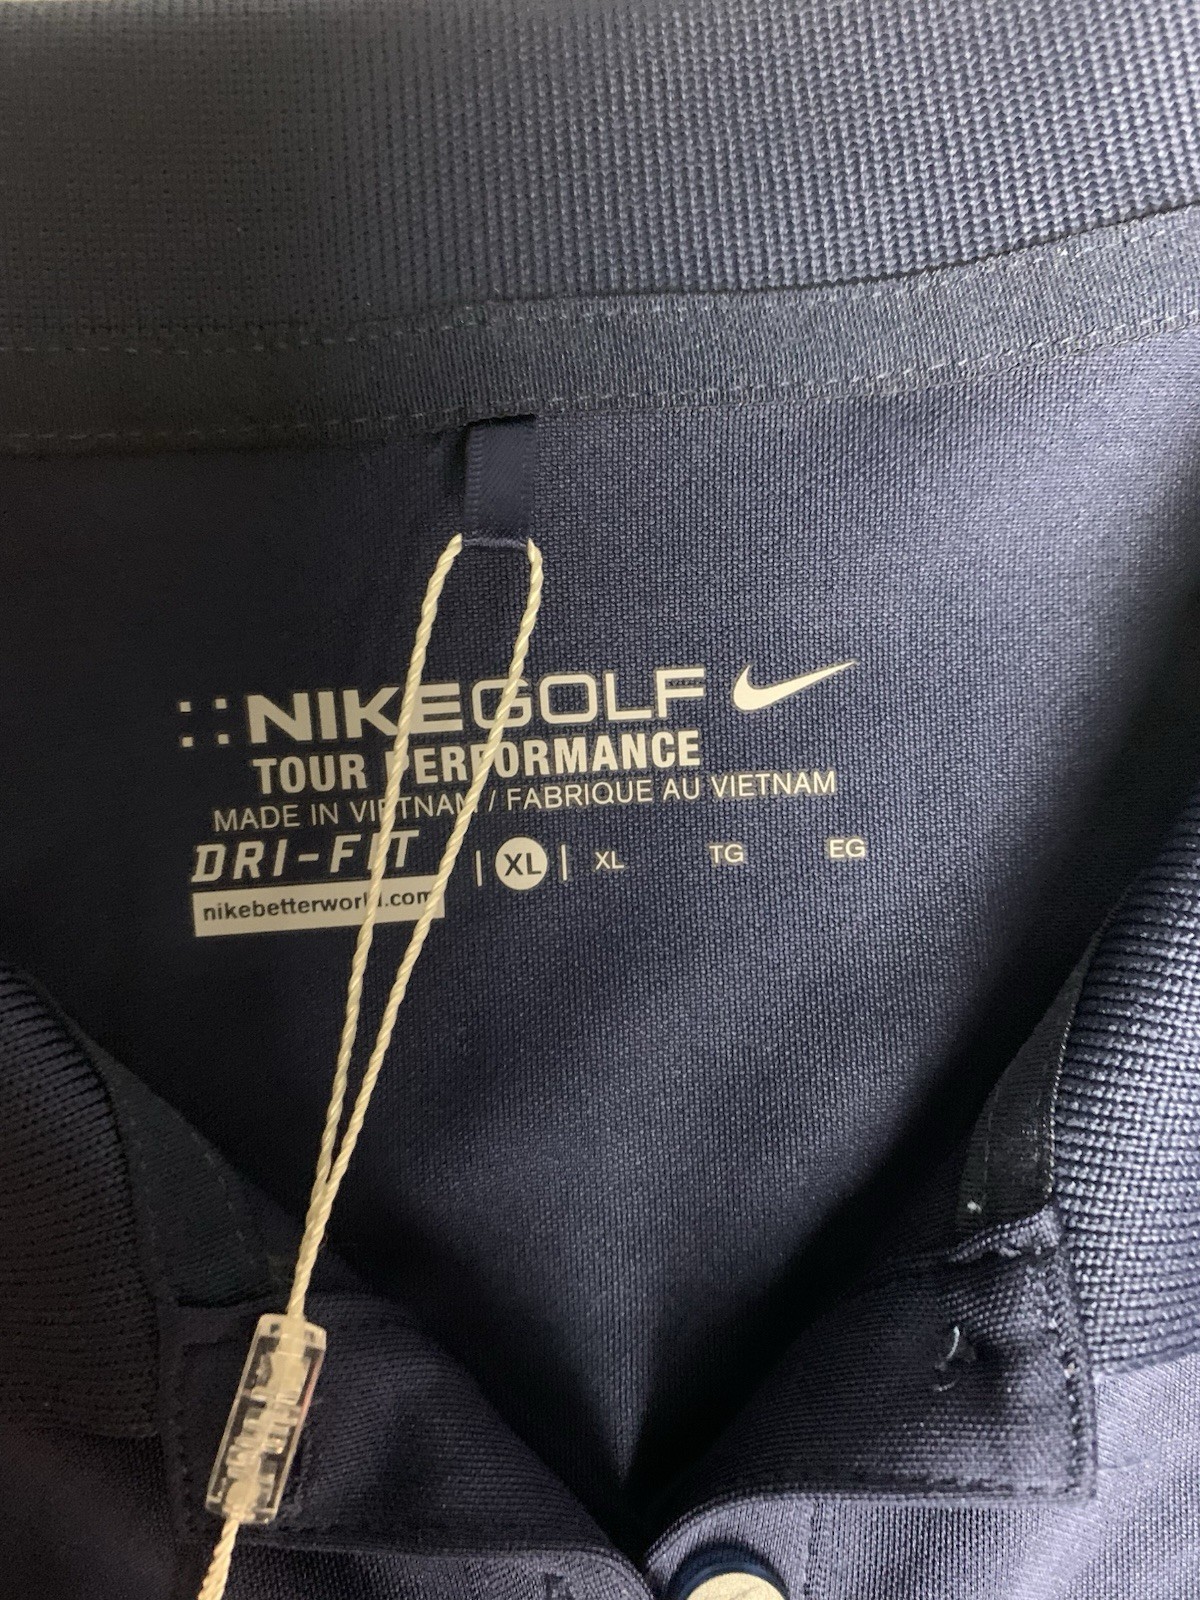 NIKEGOLF
TOUR PERFORMANCE
MADE IN VIETNAM / FABRIQUE AU VIETNAM
DRI-FIT | XL | XL TG EG
nikebetterworld.com